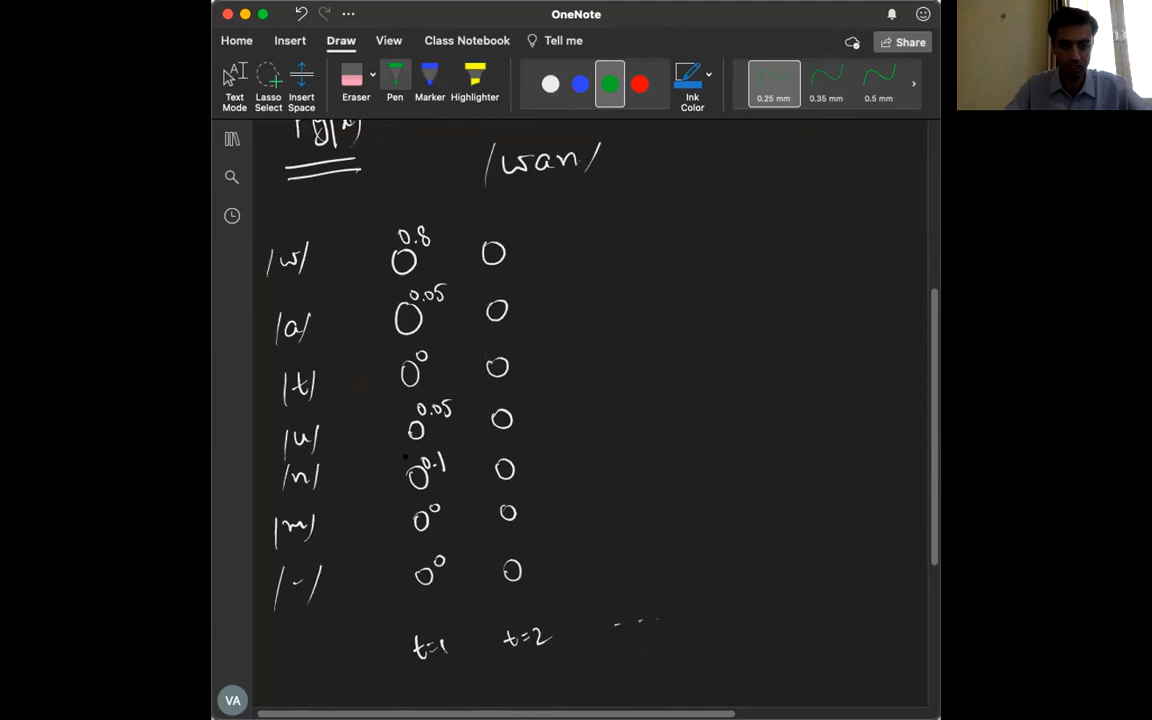 OneNote
Home Insert Draw View Class Notebook Tell me
Share
Text Mode
Lasso Select
Insert Space
Eraser
Pen
Marker
Highlighter
Ink Color
0.25 mm
0.35 mm
0.5 mm
/wan/
/w/ 0.8
/a/ 0.05
/t/ 0
/u/ 0.05
/n/ 0.1
/m/ 0
/-/ 0
t=1 t=2 ---
VA